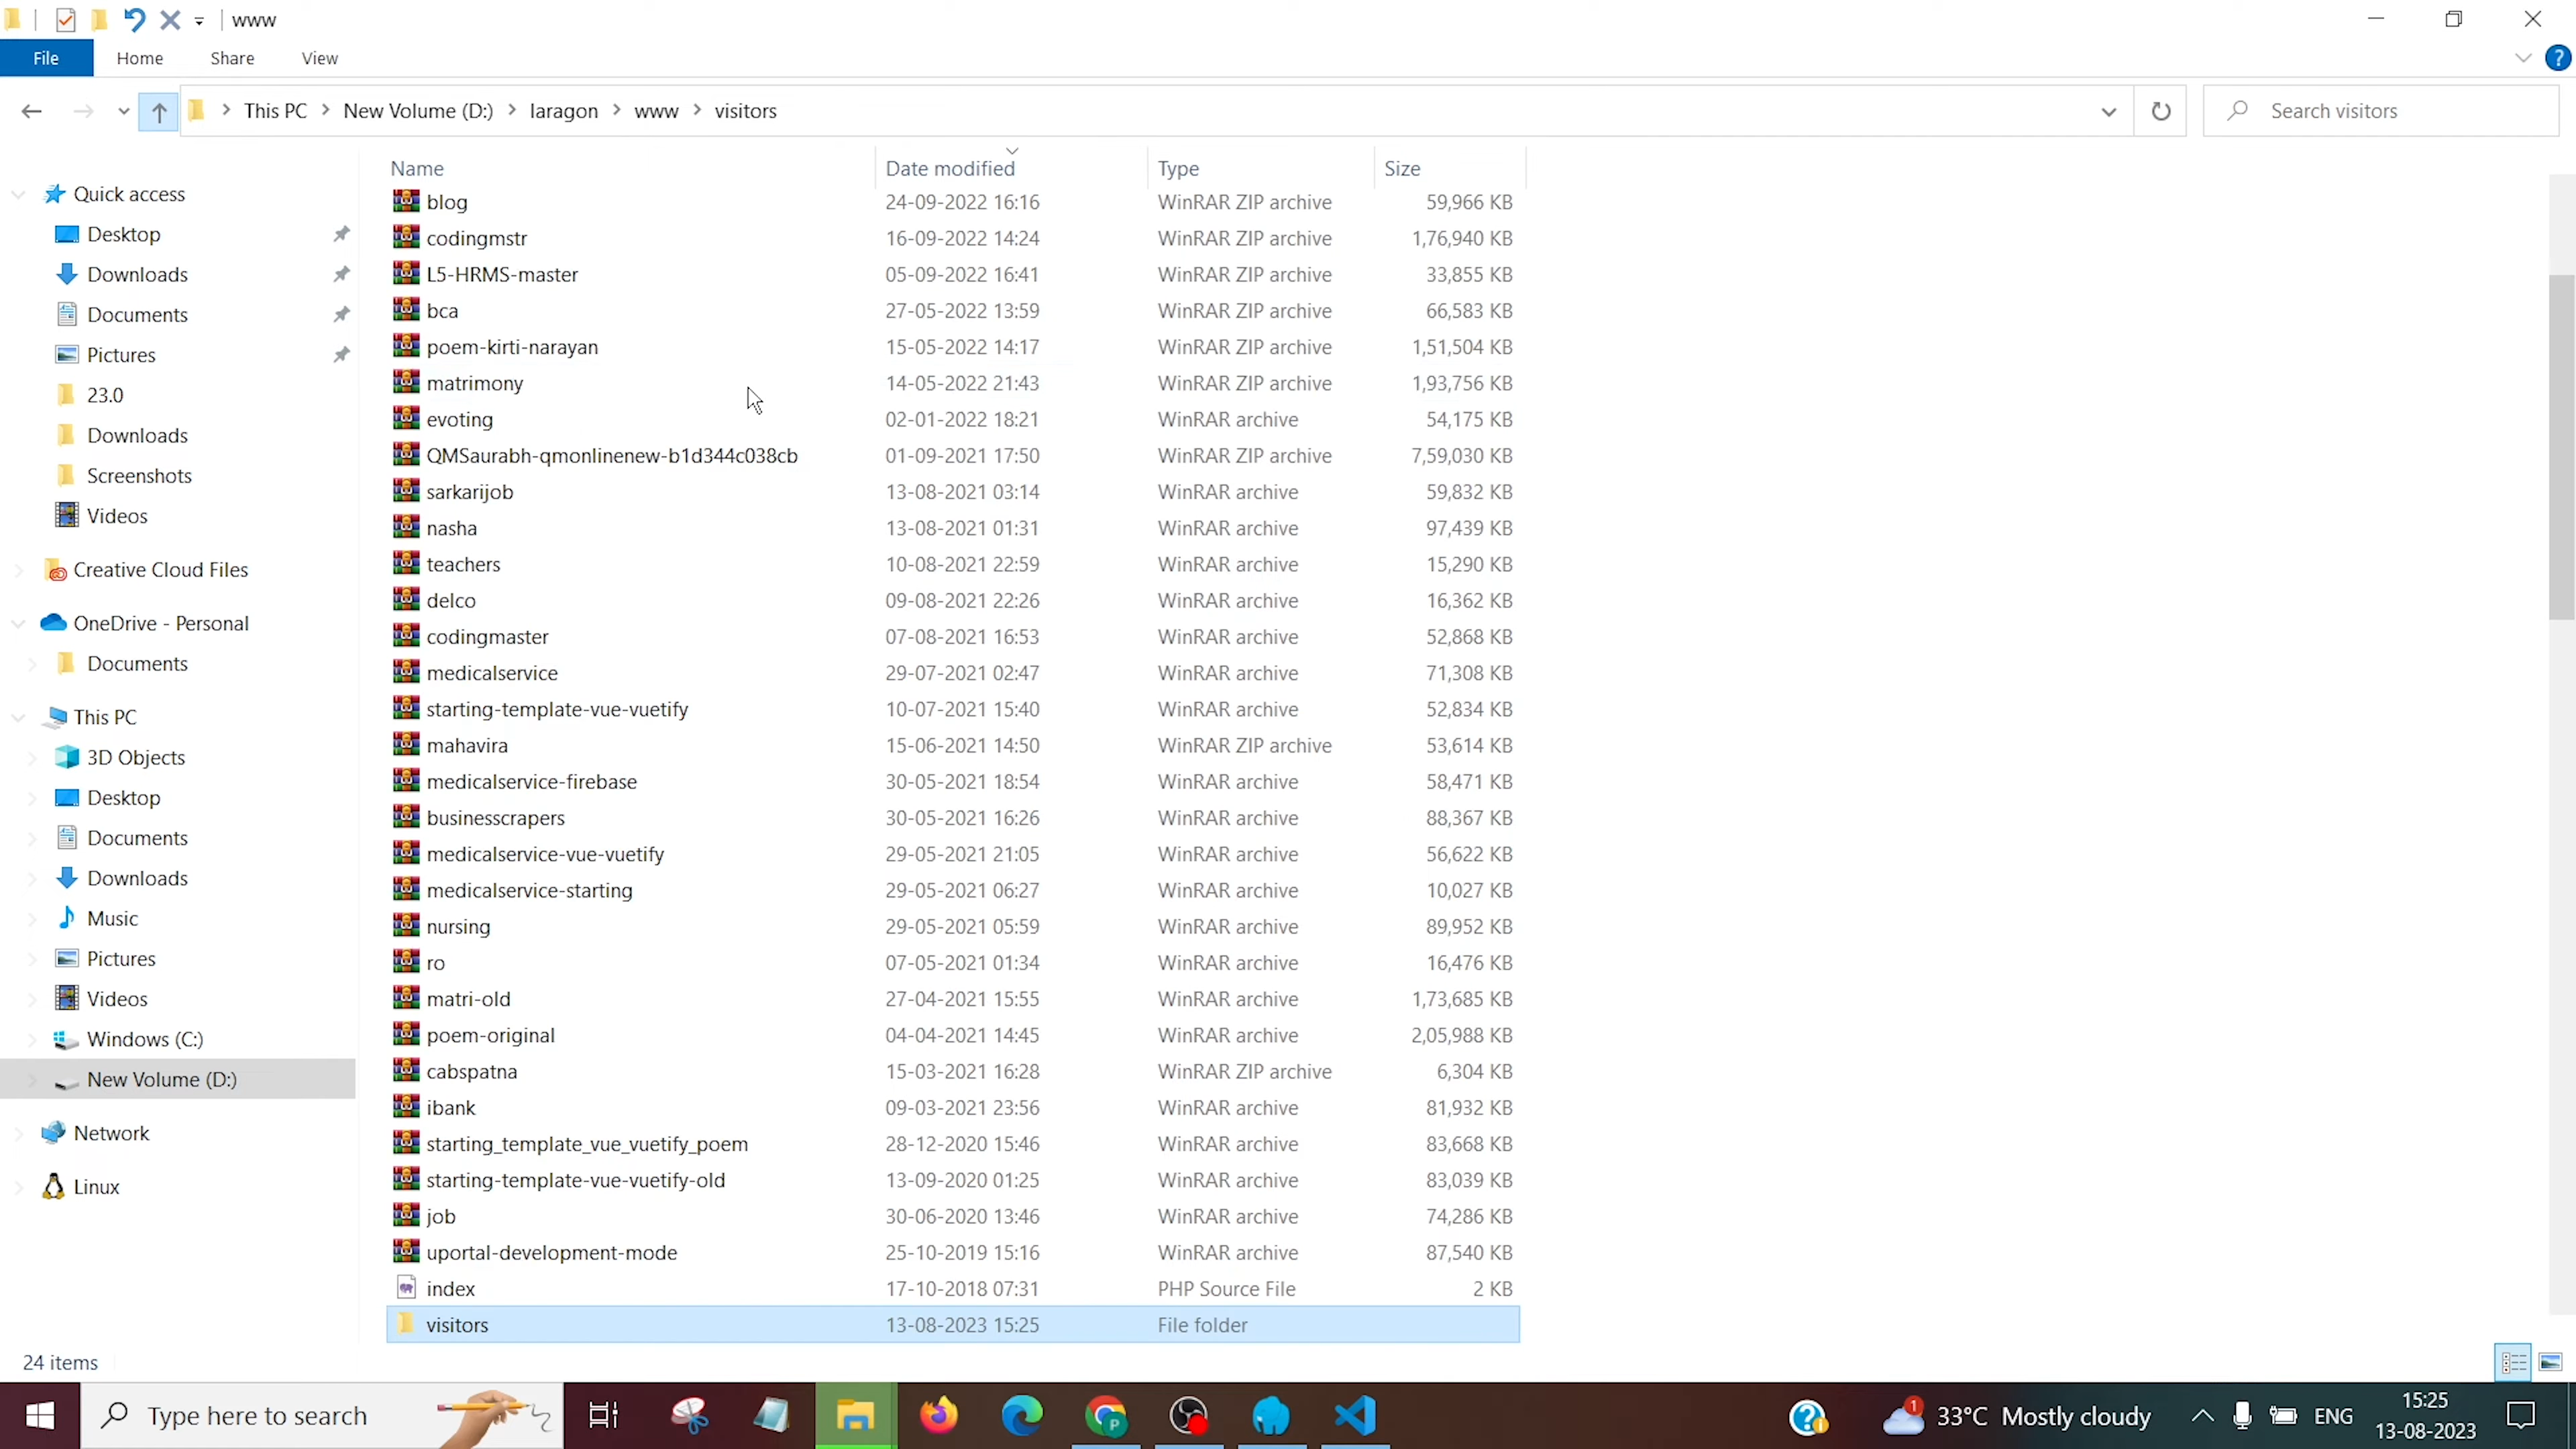 www
File Home Share View
This PC New Volume (D:) laragon www visitors Search visitors
Name Date modified Type Size
Quick access
Desktop
Downloads
Documents
Pictures
23.0
Downloads
Screenshots
Videos
Creative Cloud Files
OneDrive - Personal
Documents
This PC
3D Objects
Desktop
Documents
Downloads
Music
Pictures
Videos
Windows (C:)
New Volume (D:)
Network
Linux
blog 24-09-2022 16:16 WinRAR ZIP archive 59,966 KB
codingmstr 16-09-2022 14:24 WinRAR ZIP archive 1,76,940 KB
L5-HRMS-master 05-09-2022 16:41 WinRAR ZIP archive 33,855 KB
bca 27-05-2022 13:59 WinRAR ZIP archive 66,583 KB
poem-kirti-narayan 15-05-2022 14:17 WinRAR ZIP archive 1,51,504 KB
matrimony 14-05-2022 21:43 WinRAR ZIP archive 1,93,756 KB
evoting 02-01-2022 18:21 WinRAR archive 54,175 KB
QMSaurabh-qmonlinenew-b1d344c038cb 01-09-2021 17:50 WinRAR ZIP archive 7,59,030 KB
sarkarijob 13-08-2021 03:14 WinRAR archive 59,832 KB
nasha 13-08-2021 01:31 WinRAR archive 97,439 KB
teachers 10-08-2021 22:59 WinRAR archive 15,290 KB
delco 09-08-2021 22:26 WinRAR archive 16,362 KB
codingmaster 07-08-2021 16:53 WinRAR archive 52,868 KB
medicalservice 29-07-2021 02:47 WinRAR archive 71,308 KB
starting-template-vue-vuetify 10-07-2021 15:40 WinRAR archive 52,834 KB
mahavira 15-06-2021 14:50 WinRAR ZIP archive 53,614 KB
medicalservice-firebase 30-05-2021 18:54 WinRAR archive 58,471 KB
businesscrapers 30-05-2021 16:26 WinRAR archive 88,367 KB
medicalservice-vue-vuetify 29-05-2021 21:05 WinRAR archive 56,622 KB
medicalservice-starting 29-05-2021 06:27 WinRAR archive 10,027 KB
nursing 29-05-2021 05:59 WinRAR archive 89,952 KB
ro 07-05-2021 01:34 WinRAR archive 16,476 KB
matri-old 27-04-2021 15:55 WinRAR archive 1,73,685 KB
poem-original 04-04-2021 14:45 WinRAR archive 2,05,988 KB
cabspatna 15-03-2021 16:28 WinRAR ZIP archive 6,304 KB
ibank 09-03-2021 23:56 WinRAR archive 81,932 KB
starting_template_vue_vuetify_poem 28-12-2020 15:46 WinRAR archive 83,668 KB
starting-template-vue-vuetify-old 13-09-2020 01:25 WinRAR archive 83,039 KB
job 30-06-2020 13:46 WinRAR archive 74,286 KB
uportal-development-mode 25-10-2019 15:16 WinRAR archive 87,540 KB
index 17-10-2018 07:31 PHP Source File 2 KB
visitors 13-08-2023 15:25 File folder
24 items
Type here to search
1
33°C Mostly cloudy
ENG
15:25
13-08-2023